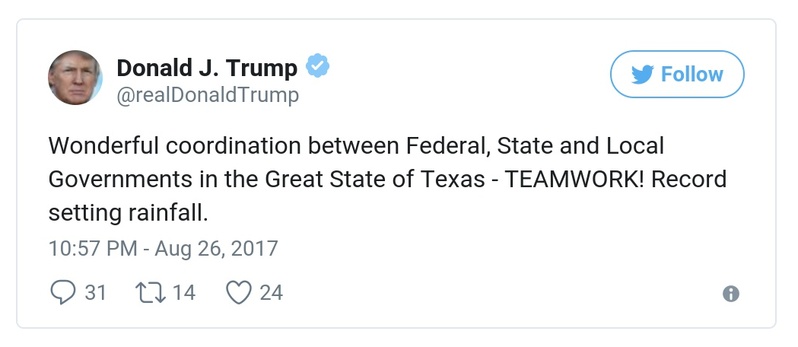 Donald J. Trump
Follow
@realDonaldTrump
Wonderful coordination between Federal, State and Local
Governments in the Great State of Texas - TEAMWORK! Record
setting rainfall.
10:57 PM - Aug 26, 2017
31 14 24